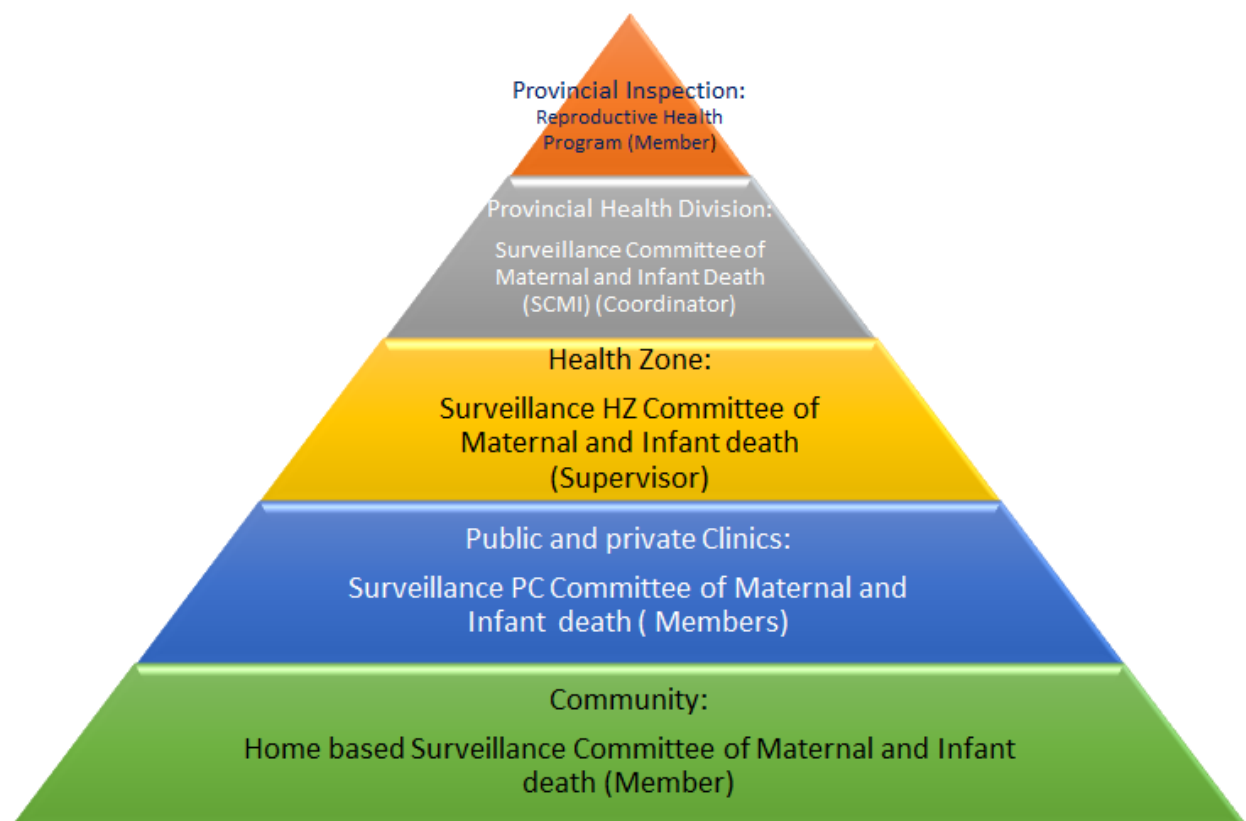 Provincial Inspection:
Reproductive Health
Program (Member)
Provincial Health Division:
Surveillance Committee of
Maternal and Infant Death
(SCMI) (Coordinator)
Health Zone:
Surveillance HZ Committee of
Maternal and Infant death
(Supervisor)
Public and private Clinics:
Surveillance PC Committee of Maternal and
Infant death ( Members)
Community:
Home based Surveillance Committee of Maternal and Infant
death (Member)